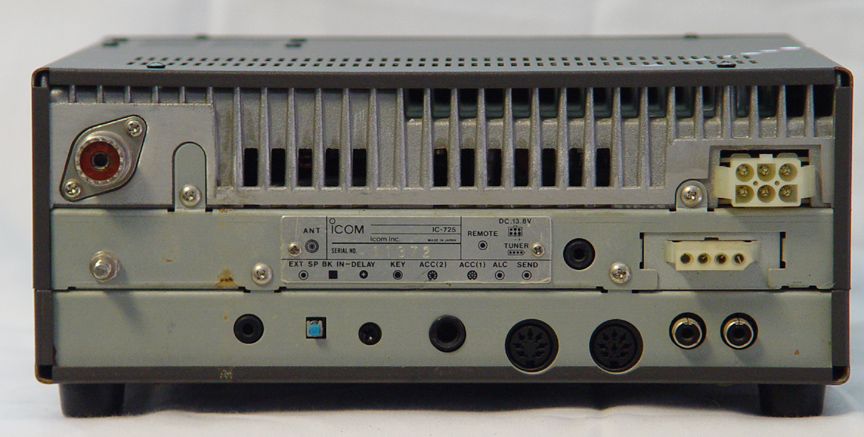 DC.13.8V
ICOM IC-725
ANT REMOTE
Icom Inc. MADE IN JAPAN
TUNER
SERIAL NO.
EXT SP BK IN-DELAY KEY ACC(2) ACC(1) ALC SEND